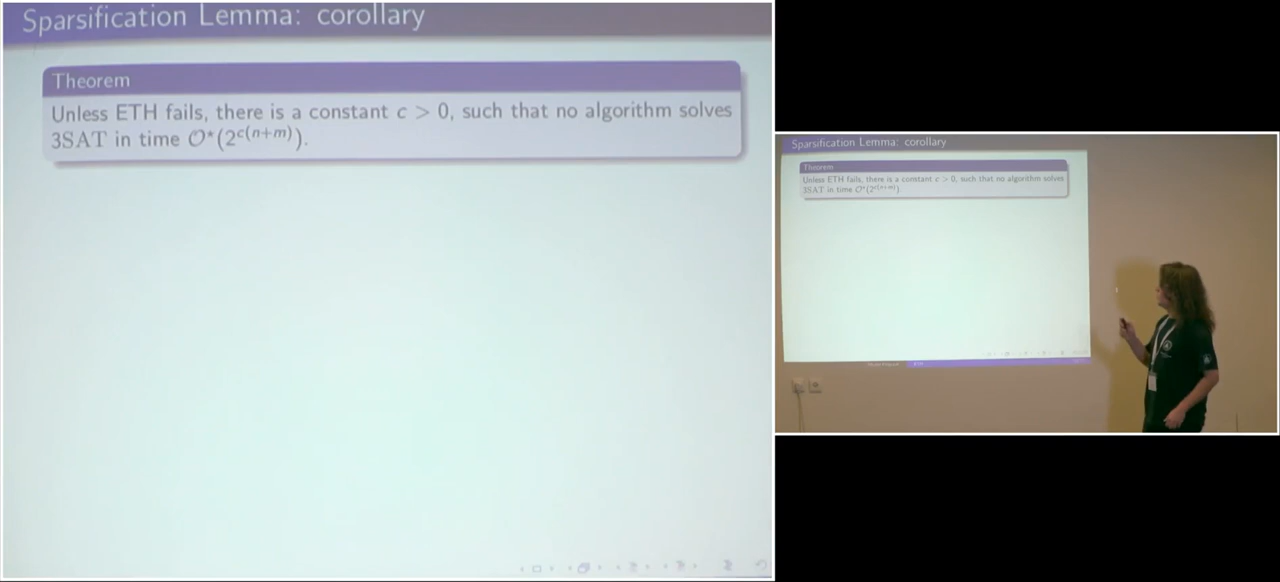 Sparsification Lemma: corollary
Theorem
Unless ETH fails, there is a constant c > 0, such that no algorithm solves
3SAT in time O*(2^{c(n+m)}).
Sparsification Lemma: corollary
Theorem
Unless ETH fails, there is a constant c > 0, such that no algorithm solves
3SAT in time O*(2^{c(n+m)}).